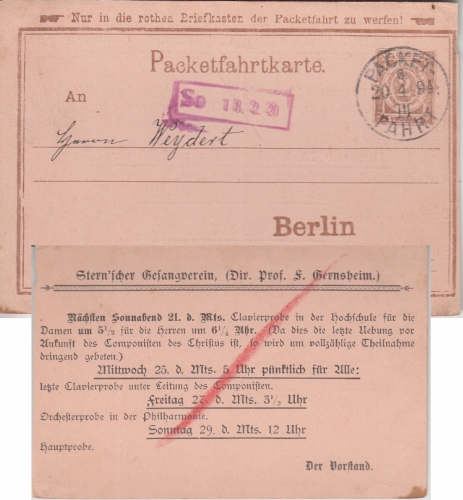 Nur in die rothen Briefkasten der Packetfahrt zu werfen!
Packetfahrtkarte.
PACKET-
8
20 4 94
III
FAHRT
An
Herrn Weydert
Berlin
Stern'scher Gesangverein, (Dir. Prof. F. Gernsheim.)
Nächsten Sonnabend 21. d. Mts. Clavierprobe in der Hochschule für die
Damen um 5½ für die Herren um 6¼ Uhr. (Da dies die letzte Uebung vor
Ankunft des Componisten des Christus ist, so wird um vollzählige Theilnahme
dringend gebeten.)
Mittwoch 25. d. Mts. 5 Uhr pünktlich für Alle:
letzte Clavierprobe unter Leitung des Componisten.
Freitag 27. d. Mts. 3½ Uhr
Orchesterprobe in der Philharmonie.
Sonntag 29. d. Mts. 12 Uhr
Hauptprobe.
Der Vorstand.